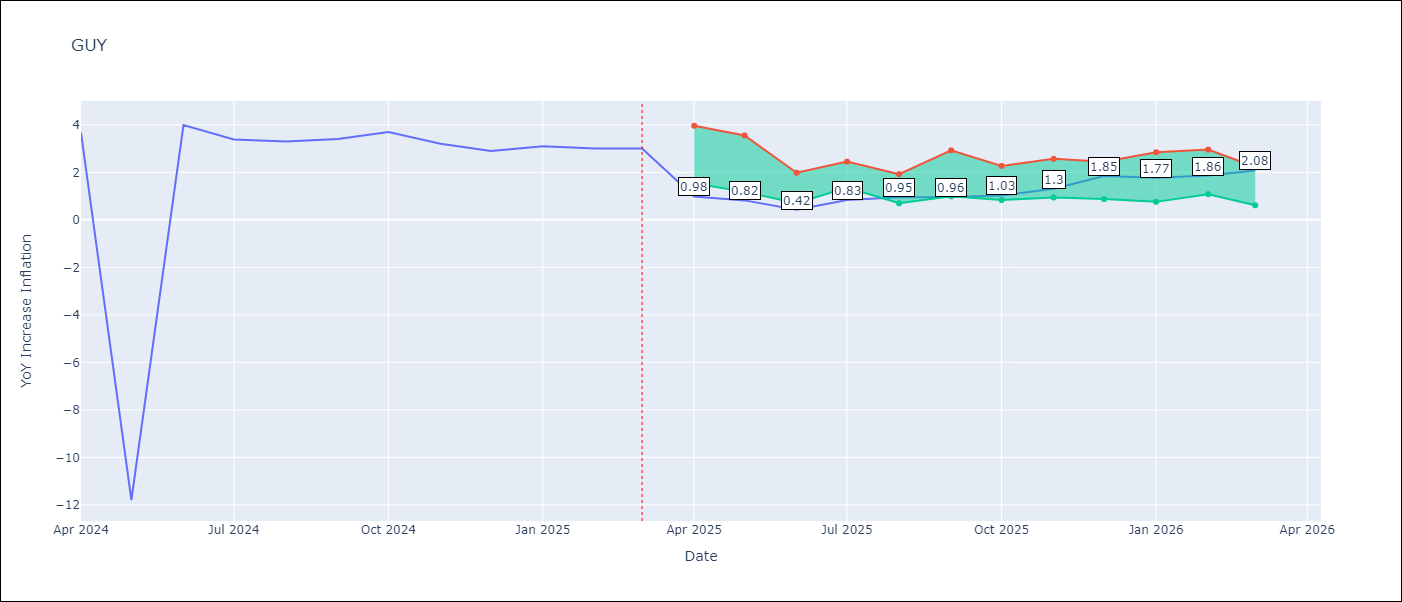 GUY
YoY Increase Inflation
4
2
0
−2
−4
−6
−8
−10
−12
0.98
0.82
0.42
0.83
0.95
0.96
1.03
1.3
1.85
1.77
1.86
2.08
Apr 2024
Jul 2024
Oct 2024
Jan 2025
Apr 2025
Jul 2025
Oct 2025
Jan 2026
Apr 2026
Date